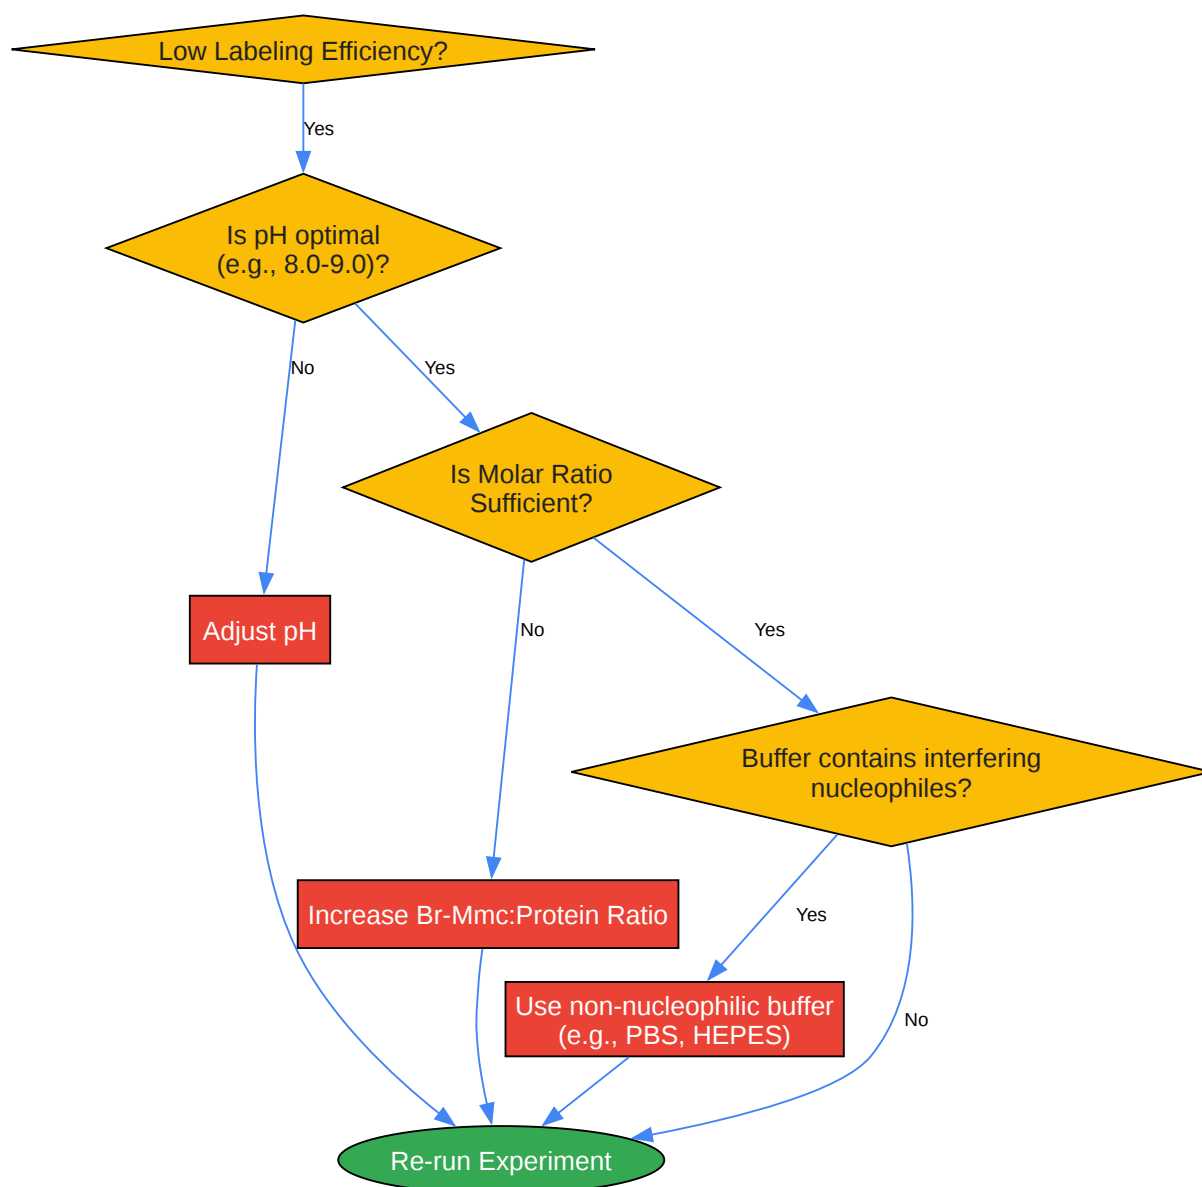 Low Labeling Efficiency?
Yes
Is pH optimal
(e.g., 8.0-9.0)?
No
Yes
Is Molar Ratio
Sufficient?
Adjust pH
No
Yes
Buffer contains interfering
nucleophiles?
Increase Br-Mmc:Protein Ratio
Yes
Use non-nucleophilic buffer
(e.g., PBS, HEPES)
No
Re-run Experiment